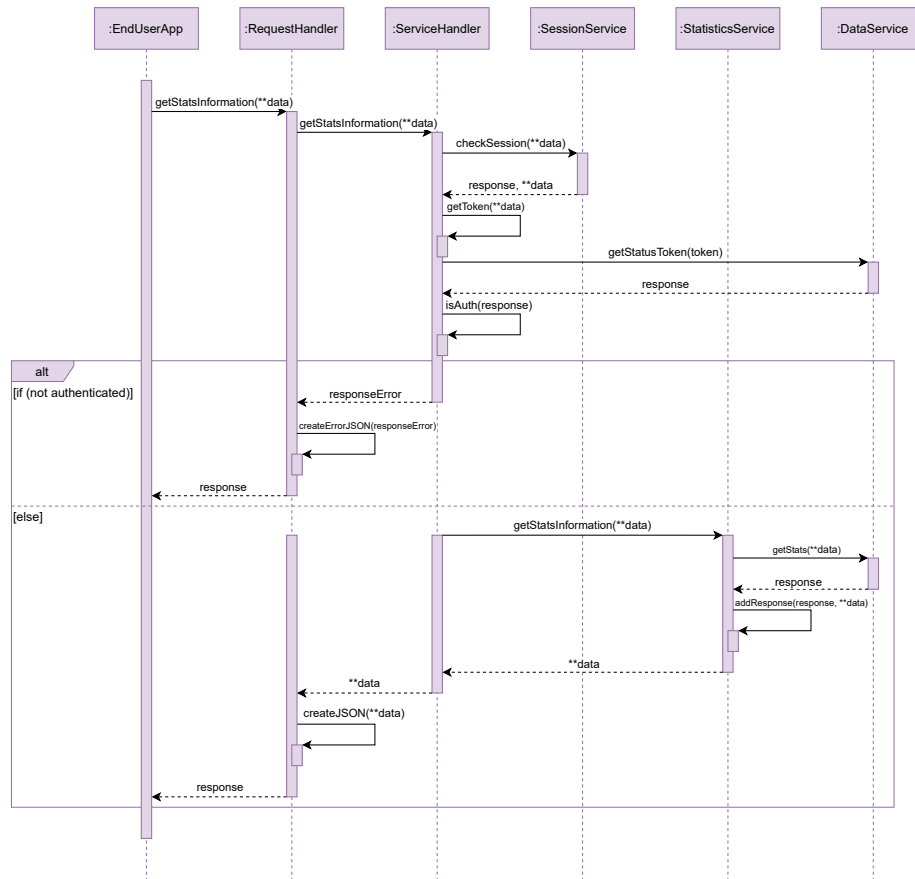 :EndUserApp
:RequestHandler
:ServiceHandler
:SessionService
:StatisticsService
:DataService
getStatsInformation(**data)
getStatsInformation(**data)
checkSession(**data)
response, **data
getToken(**data)
getStatusToken(token)
response
isAuth(response)
alt
[if (not authenticated)]
responseError
createErrorJSON(responseError)
response
[else]
getStatsInformation(**data)
getStats(**data)
response
addResponse(response, **data)
**data
**data
createJSON(**data)
response